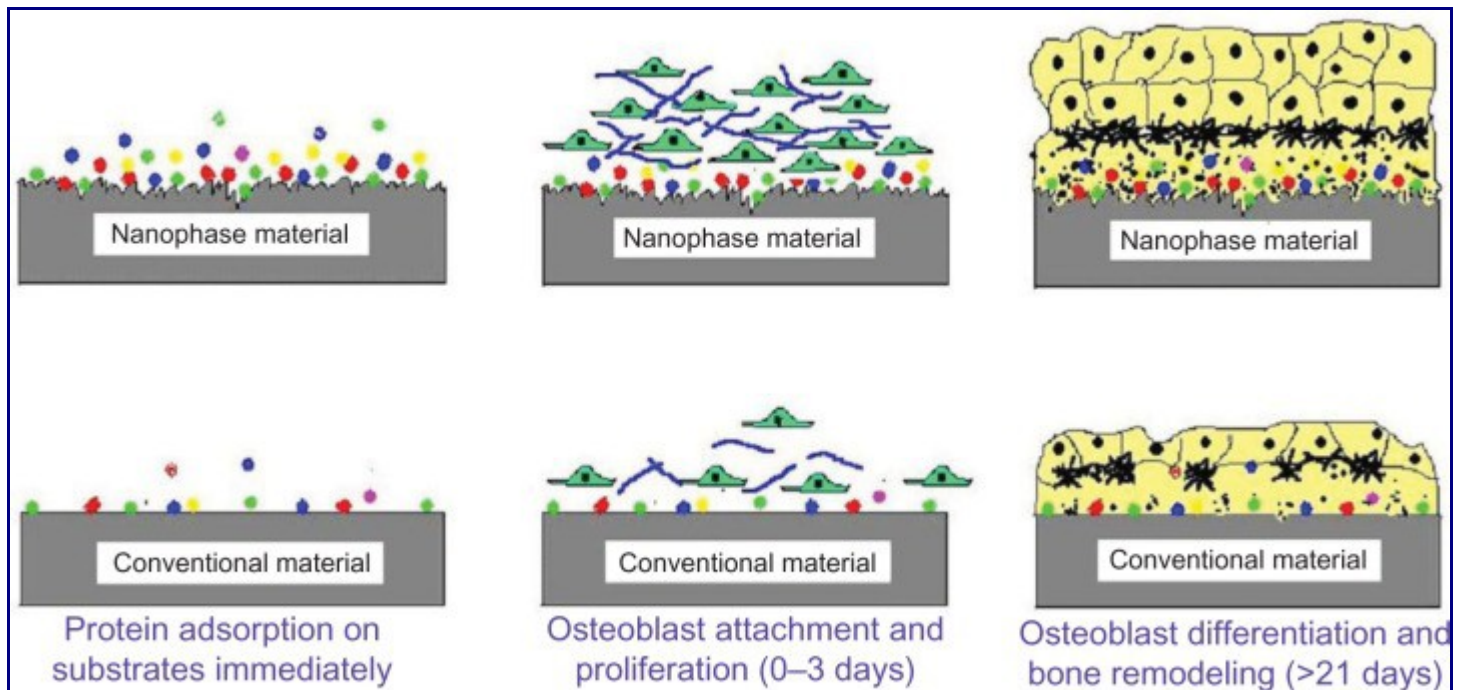 Nanophase material
Nanophase material
Nanophase material
Conventional material
Conventional material
Conventional material
Protein adsorption on
substrates immediately
Osteoblast attachment and
proliferation (0–3 days)
Osteoblast differentiation and
bone remodeling (>21 days)